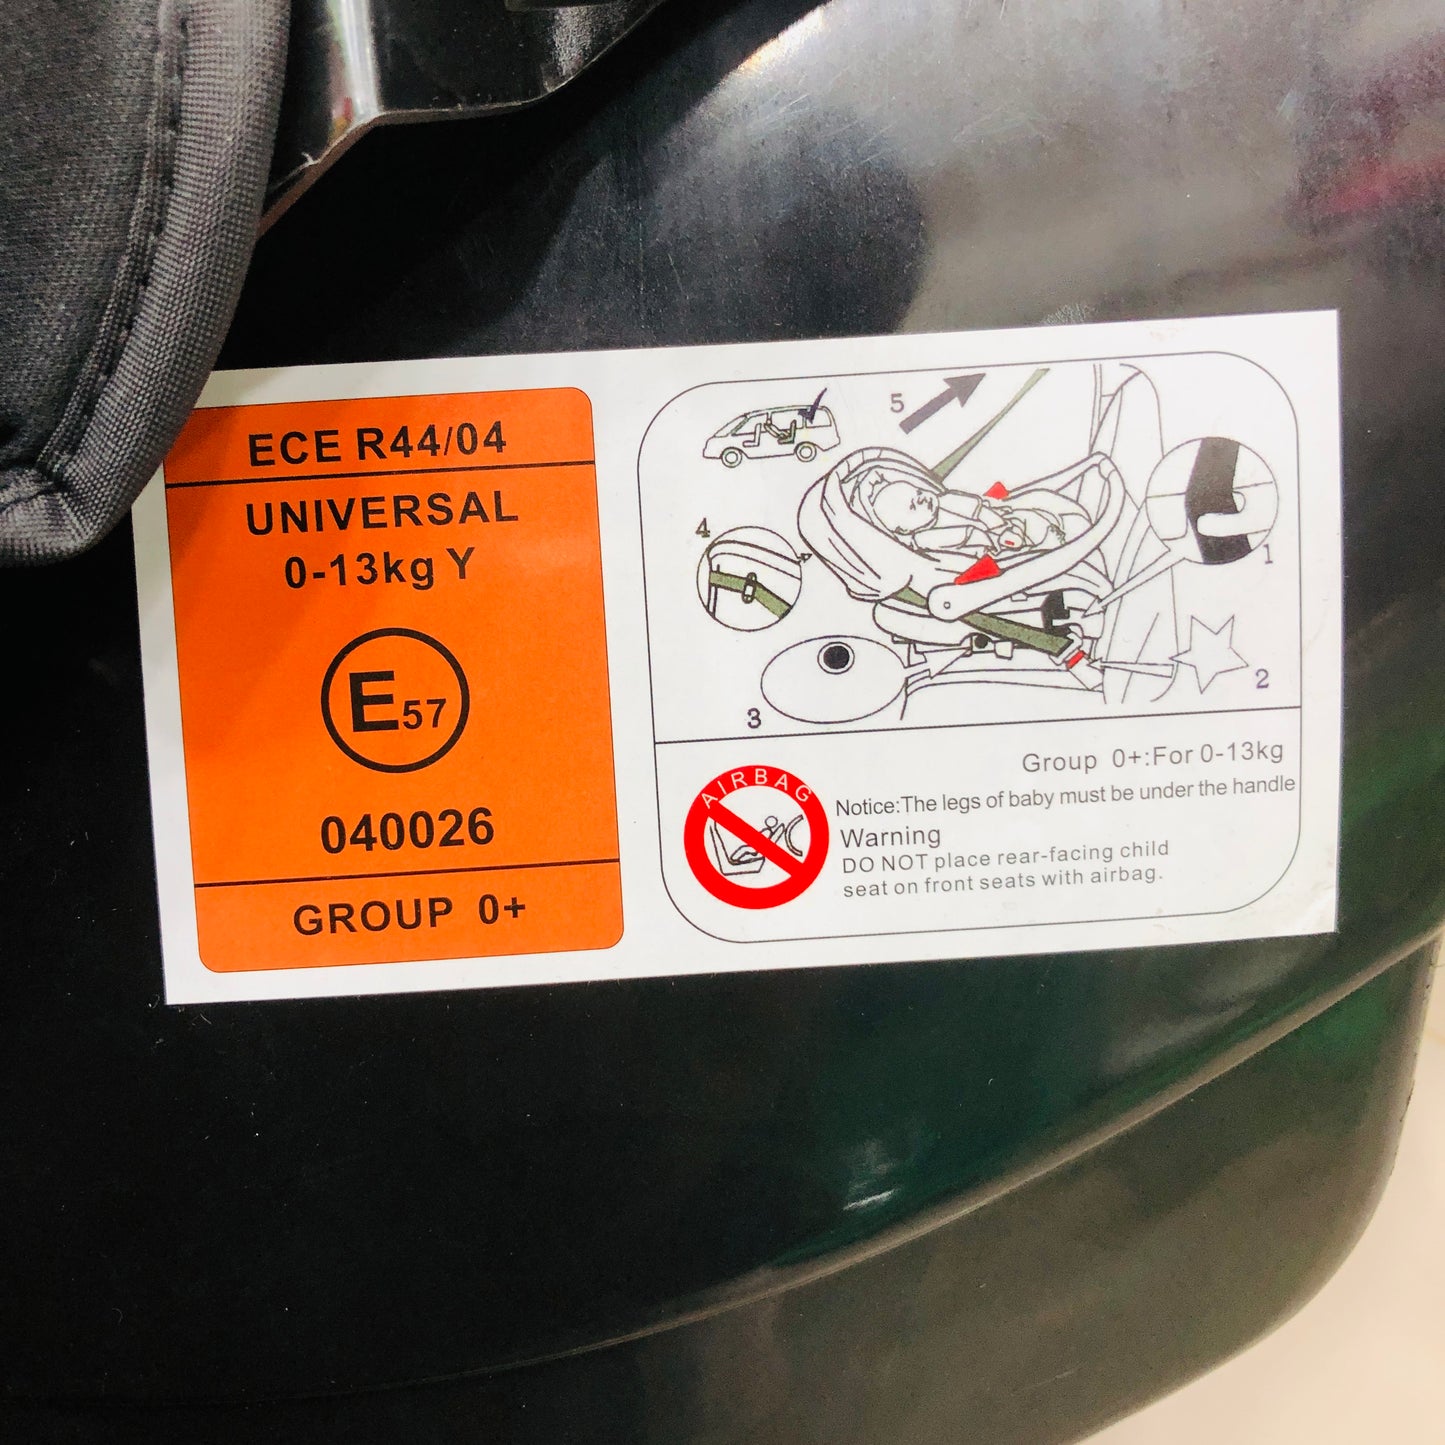 ECE R44/04
UNIVERSAL
0-13kg Y
E57
040026
GROUP 0+
5
4
1
2
3
Group 0+:For 0-13kg
AIRBAG
Notice:The legs of baby must be under the handle
Warning
DO NOT place rear-facing child
seat on front seats with airbag.